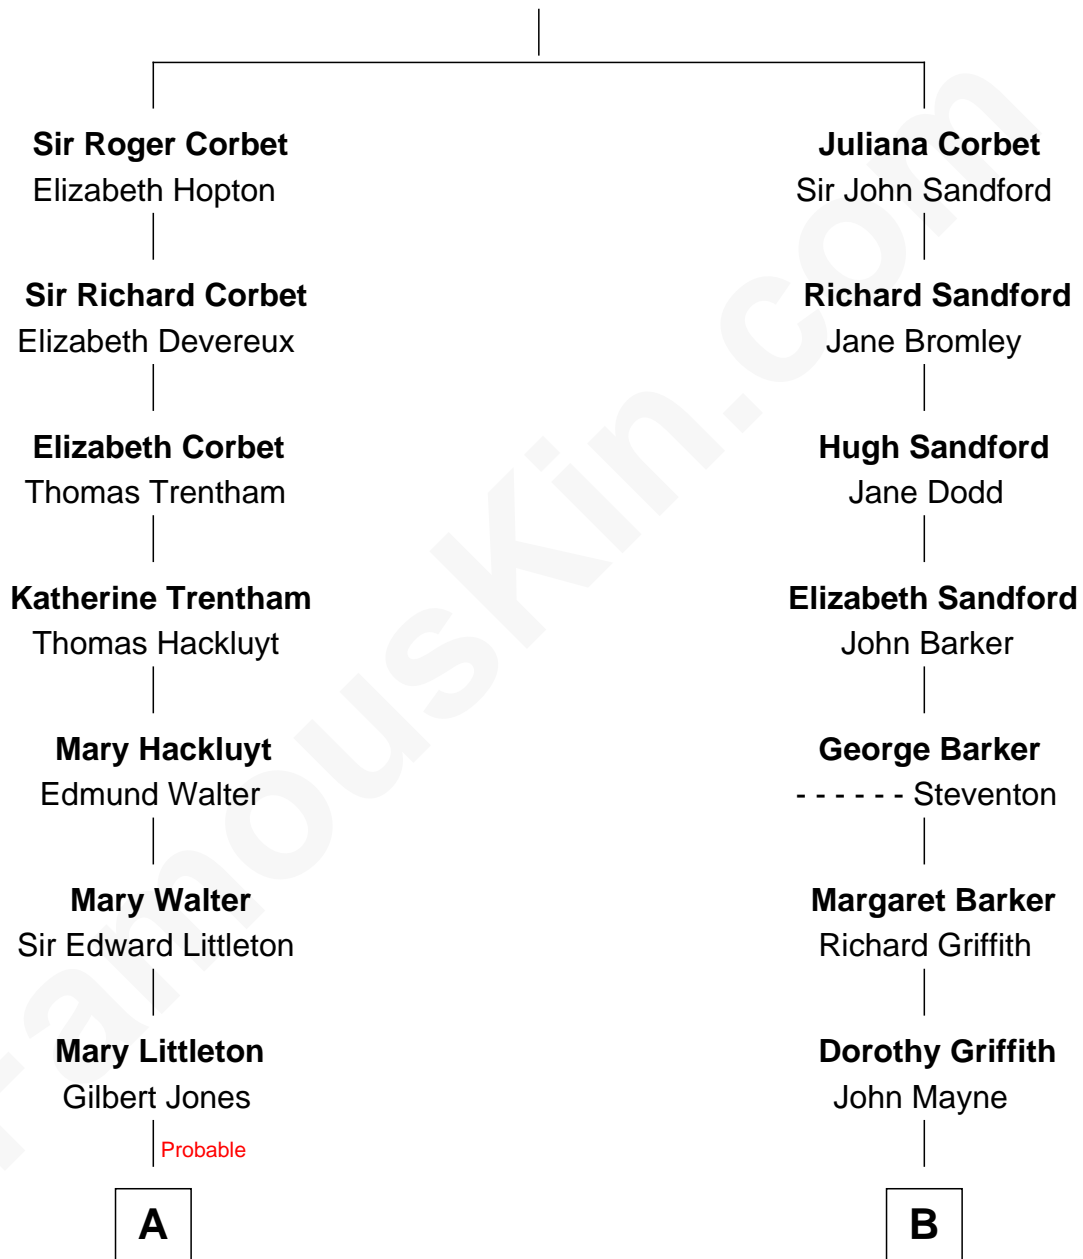 Sir Roger Corbet
Elizabeth Hopton
Sir Richard Corbet
Elizabeth Devereux
Elizabeth Corbet
Thomas Trentham
Katherine Trentham
Thomas Hackluyt
Mary Hackluyt
Edmund Walter
Mary Walter
Sir Edward Littleton
Mary Littleton
Gilbert Jones
Probable
A
Juliana Corbet
Sir John Sandford
Richard Sandford
Jane Bromley
Hugh Sandford
Jane Dodd
Elizabeth Sandford
John Barker
George Barker
- - - - - - Steventon
Margaret Barker
Richard Griffith
Dorothy Griffith
John Mayne
B
FamousKin.com